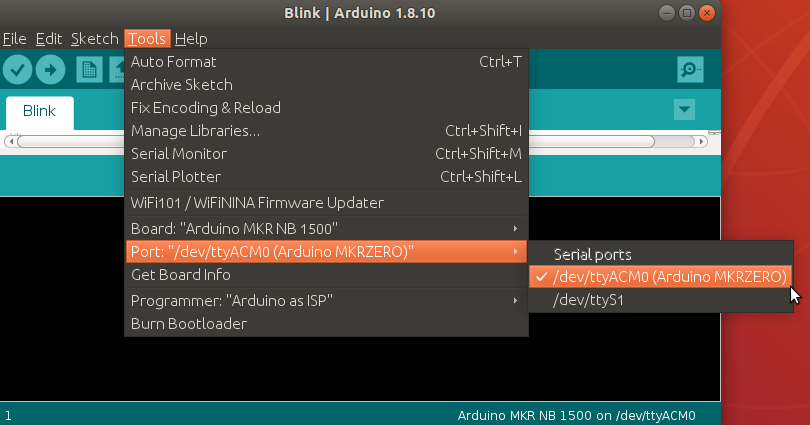 Blink | Arduino 1.8.10
File Edit Sketch Tools Help
Blink
Auto Format Ctrl+T
Archive Sketch
Fix Encoding & Reload
Manage Libraries... Ctrl+Shift+I
Serial Monitor Ctrl+Shift+M
Serial Plotter Ctrl+Shift+L
WiFi101 / WiFiNINA Firmware Updater
Board: "Arduino MKR NB 1500"
Port: "/dev/ttyACM0 (Arduino MKRZERO)"
Get Board Info
Programmer: "Arduino as ISP"
Burn Bootloader
Serial ports
/dev/ttyACM0 (Arduino MKRZERO)
/dev/ttyS1
1 Arduino MKR NB 1500 on /dev/ttyACM0